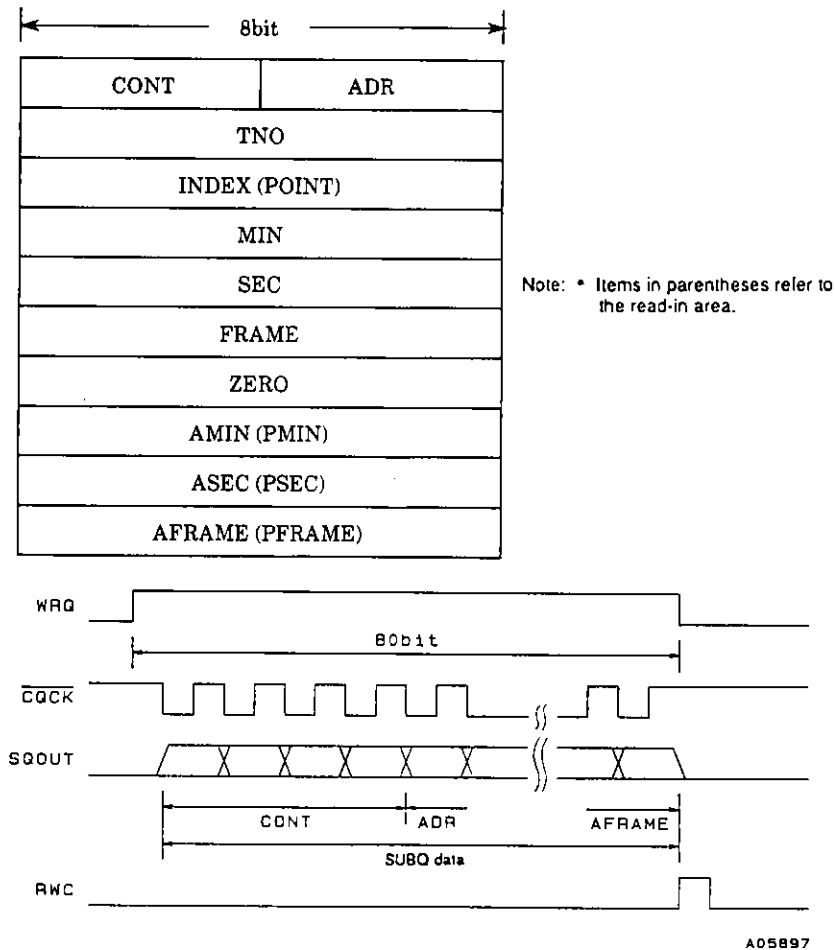 8bit
CONT ADR
TNO
INDEX (POINT)
MIN
SEC
Note: * Items in parentheses refer to
the read-in area.
FRAME
ZERO
AMIN (PMIN)
ASEC (PSEC)
AFRAME (PFRAME)
WRQ
80bit
CQCK
SQOUT
CONT ADR AFRAME
SUBQ data
RWC
A05897